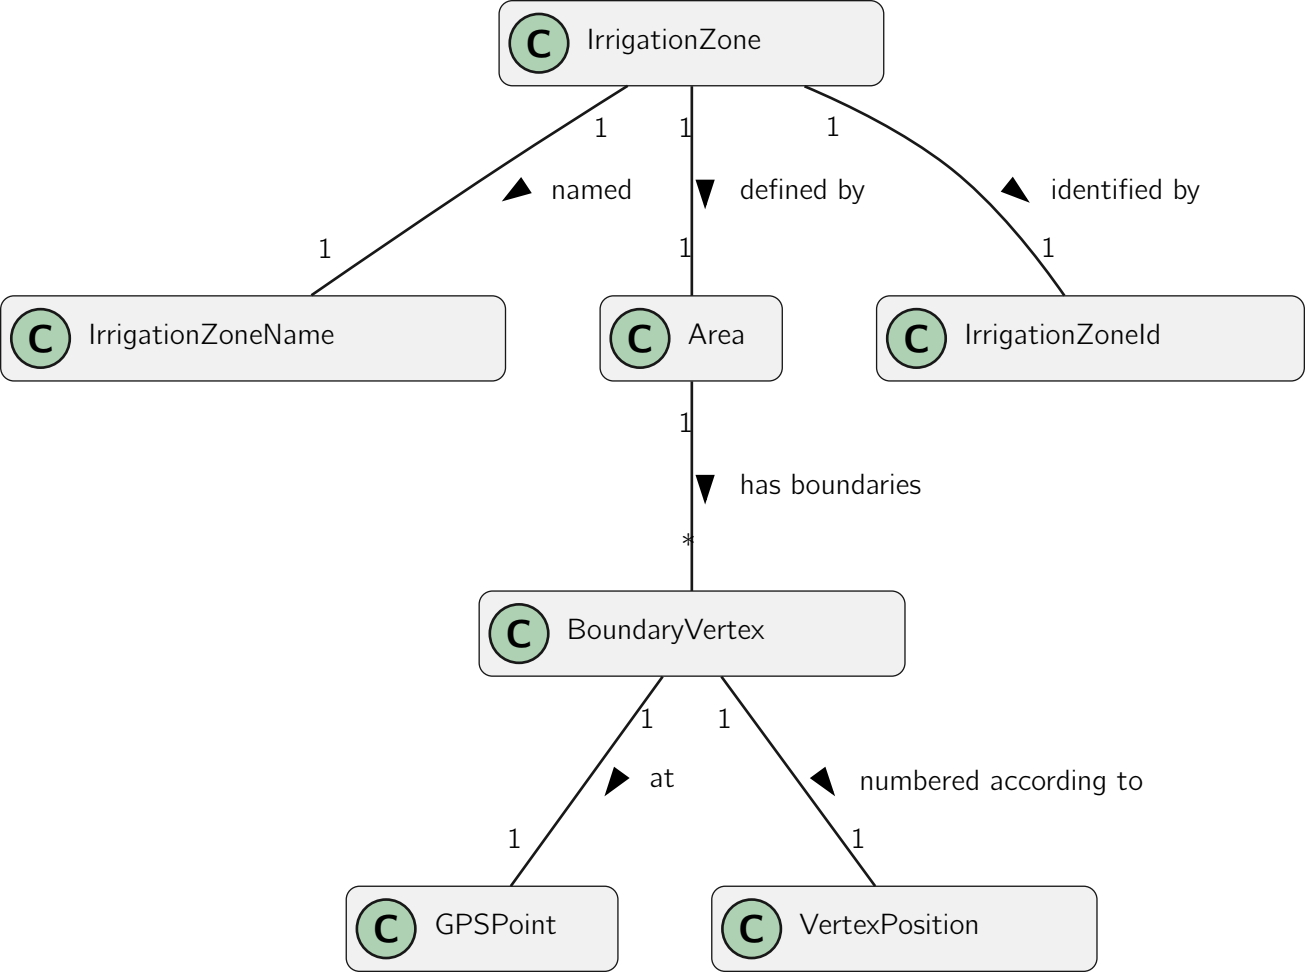 C IrrigationZone
1 1 1
named defined by identified by
1 1 1
C IrrigationZoneName C Area C IrrigationZoneId
1
has boundaries
*
C BoundaryVertex
1 1
at numbered according to
1 1
C GPSPoint C VertexPosition